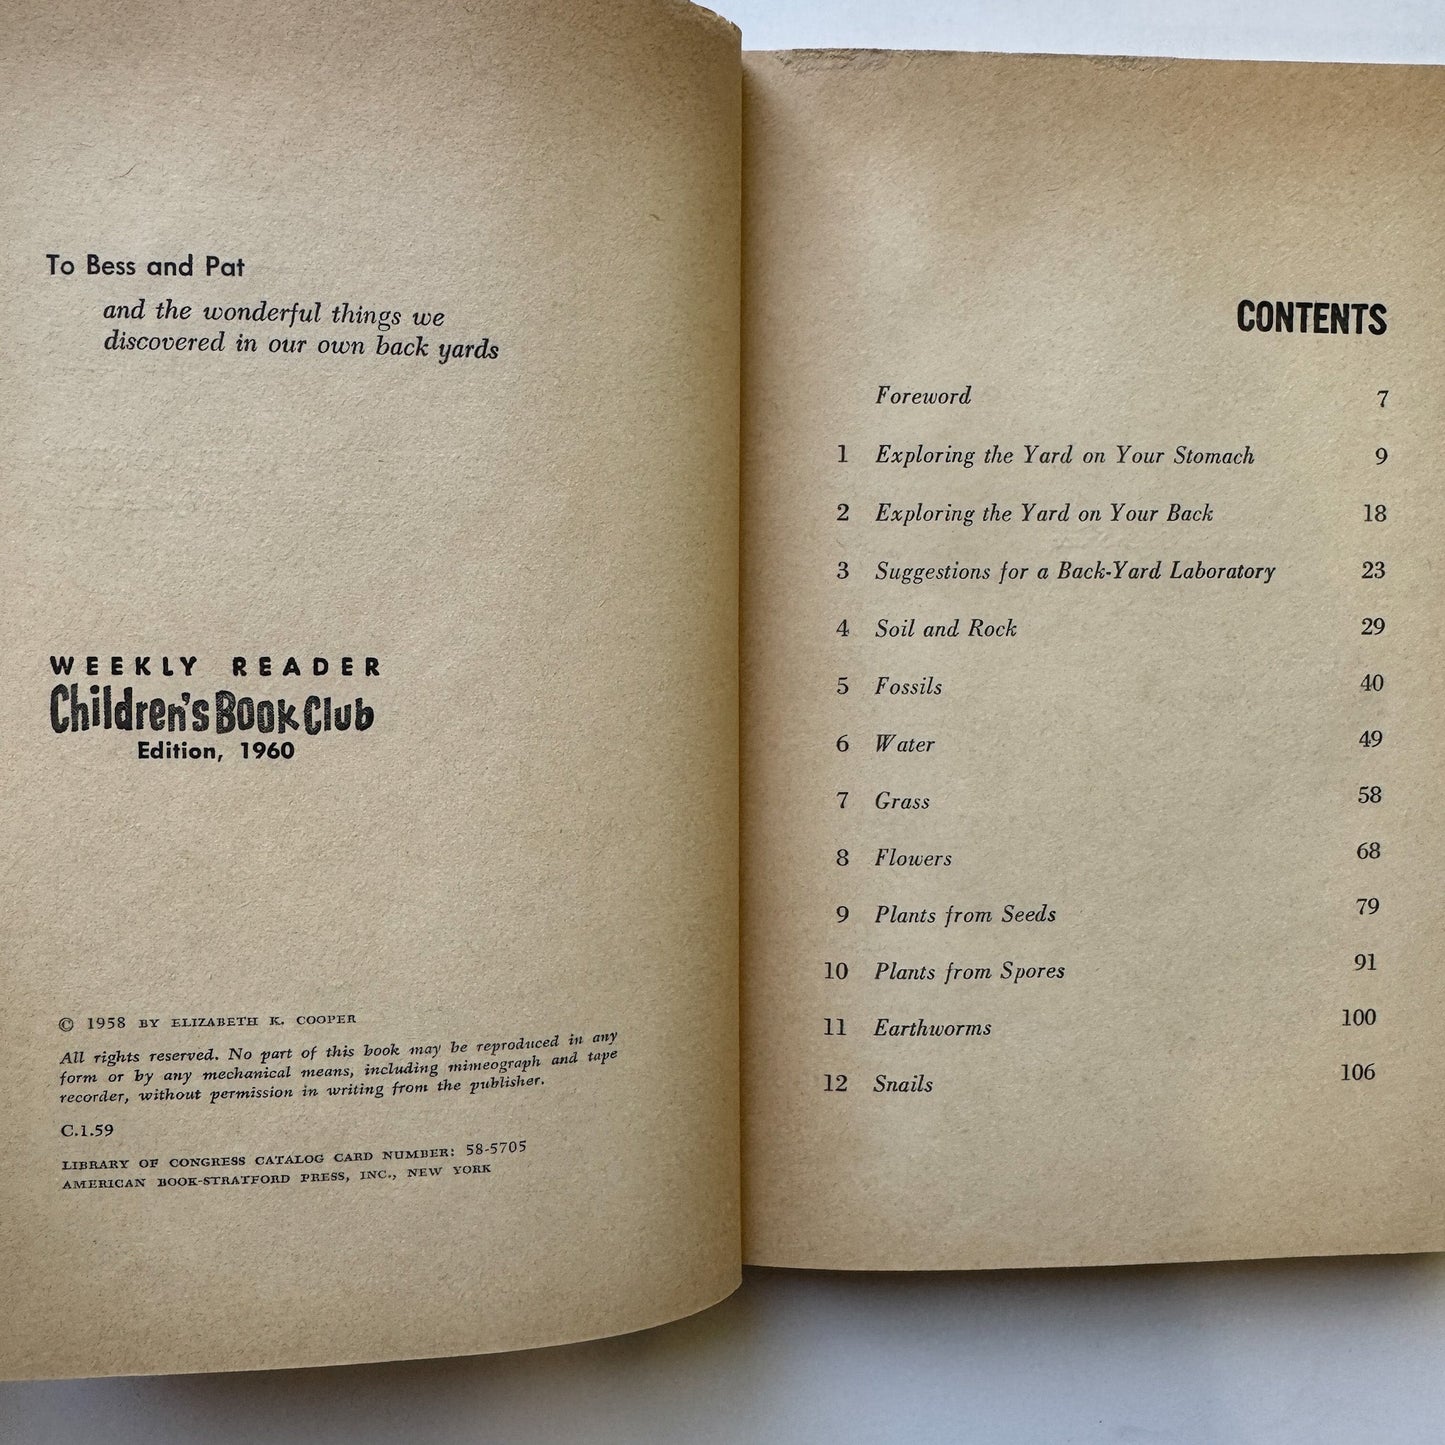 To Bess and Pat
and the wonderful things we
discovered in our own back yards
WEEKLY READER
Children's Book Club
Edition, 1960
© 1958 BY ELIZABETH K. COOPER
All rights reserved. No part of this book may be reproduced in any
form or by any mechanical means, including mimeograph and tape
recorder, without permission in writing from the publisher.
C.1.59
LIBRARY OF CONGRESS CATALOG CARD NUMBER: 58-5705
AMERICAN BOOK-STRATFORD PRESS, INC., NEW YORK
CONTENTS
Foreword 7
1 Exploring the Yard on Your Stomach 9
2 Exploring the Yard on Your Back 18
3 Suggestions for a Back-Yard Laboratory 23
4 Soil and Rock 29
5 Fossils 40
6 Water 49
7 Grass 58
8 Flowers 68
9 Plants from Seeds 79
10 Plants from Spores 91
11 Earthworms 100
12 Snails 106